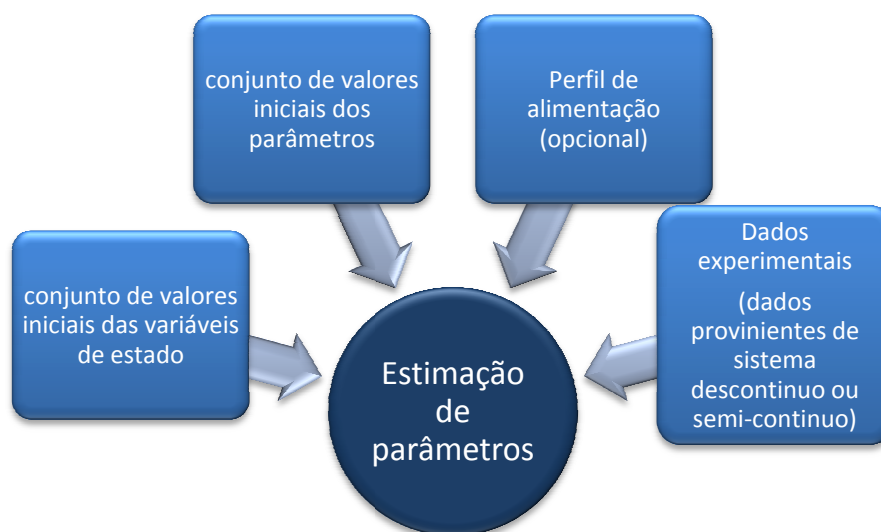 conjunto de valores
iniciais dos
parâmetros
Perfil de
alimentação
(opcional)
conjunto de valores
iniciais das variáveis
de estado
Dados
experimentais
(dados
provinientes de
sistema
descontinuo ou
semi-continuo)
Estimação
de
parâmetros